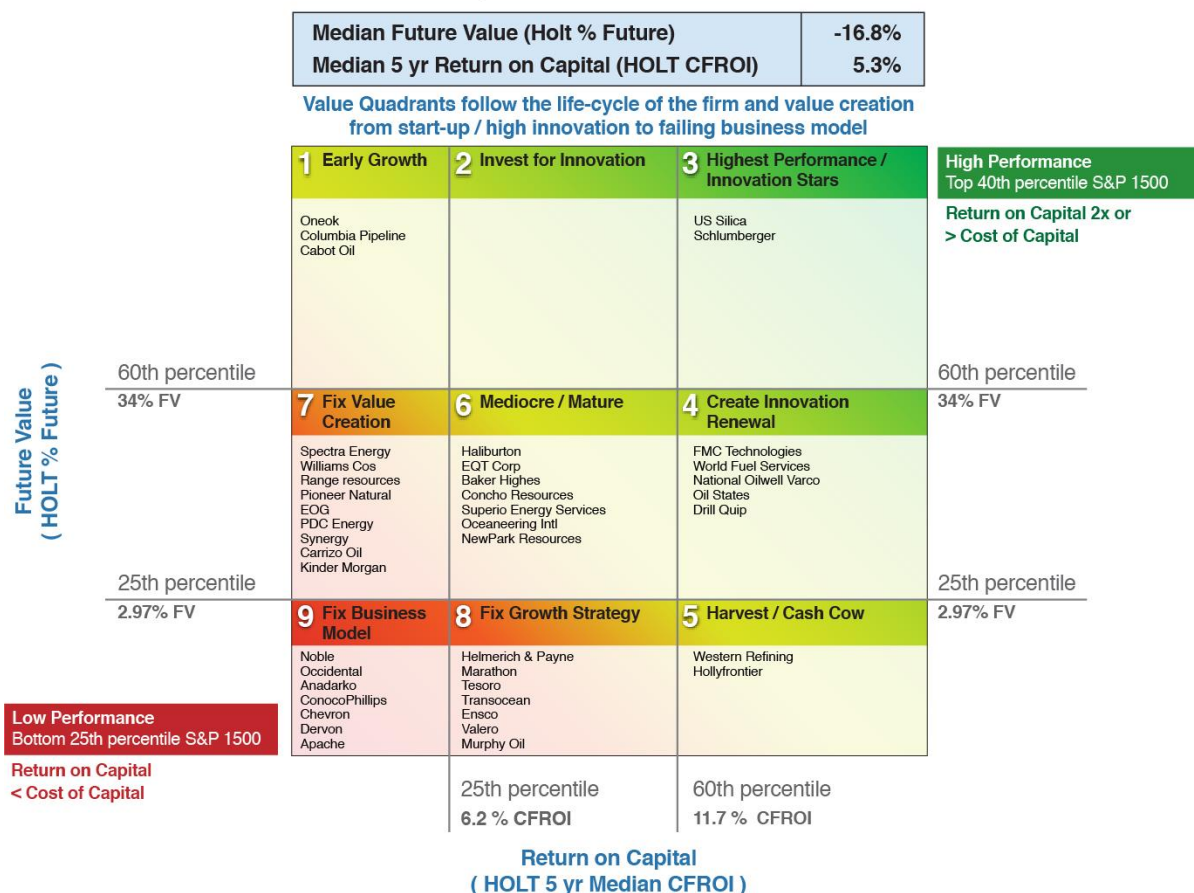 Median Future Value (Holt % Future) -16.8%
Median 5 yr Return on Capital (HOLT CFROI) 5.3%
Value Quadrants follow the life-cycle of the firm and value creation
from start-up / high innovation to failing business model
1 Early Growth
Oneok
Columbia Pipeline
Cabot Oil
2 Invest for Innovation
3 Highest Performance /
Innovation Stars
US Silica
Schlumberger
High Performance
Top 40th percentile S&P 1500
Return on Capital 2x or
> Cost of Capital
Future Value
( HOLT % Future )
60th percentile
34% FV
60th percentile
34% FV
7 Fix Value
Creation
Spectra Energy
Williams Cos
Range resources
Pioneer Natural
EOG
PDC Energy
Synergy
Carrizo Oil
Kinder Morgan
6 Mediocre / Mature
Haliburton
EQT Corp
Baker Highes
Concho Resources
Superio Energy Services
Oceaneering Intl
NewPark Resources
4 Create Innovation
Renewal
FMC Technologies
World Fuel Services
National Oilwell Varco
Oil States
Drill Quip
25th percentile
2.97% FV
25th percentile
2.97% FV
9 Fix Business
Model
Noble
Occidental
Anadarko
ConocoPhillips
Chevron
Dervon
Apache
8 Fix Growth Strategy
Helmerich & Payne
Marathon
Tesoro
Transocean
Ensco
Valero
Murphy Oil
5 Harvest / Cash Cow
Western Refining
Hollyfrontier
Low Performance
Bottom 25th percentile S&P 1500
Return on Capital
< Cost of Capital
25th percentile
6.2 % CFROI
60th percentile
11.7 % CFROI
Return on Capital
( HOLT 5 yr Median CFROI )